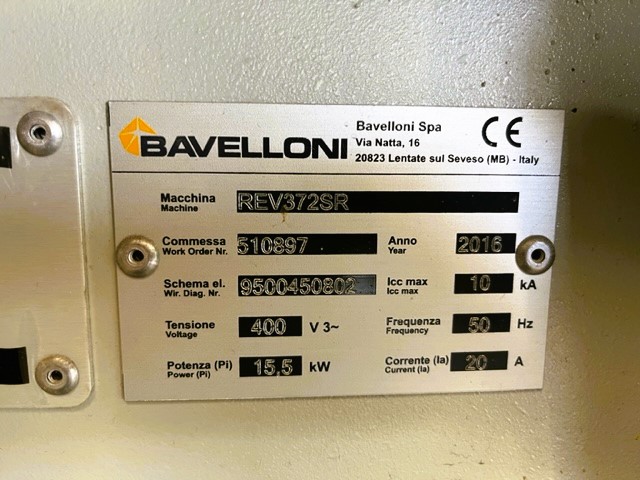 BAVELLONI
Bavelloni Spa
Via Natta, 16
20823 Lentate sul Seveso (MB) - Italy
CE
Macchina
Machine
REV372SR
Commessa
Work Order Nr.
510897
Anno
Year
2016
Schema el.
Wir. Diag. Nr.
9500450802
Icc max
Icc max
10 kA
Tensione
Voltage
400 V 3~
Frequenza
Frequency
50 Hz
Potenza (Pi)
Power (Pi)
15,5 kW
Corrente (Ia)
Current (Ia)
20 A